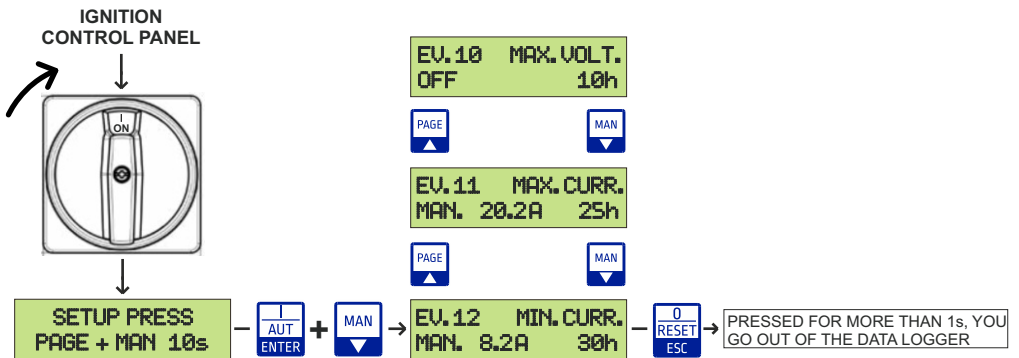 IGNITION
CONTROL PANEL
I
ON
EV.10 MAX.VOLT.
OFF 10h
PAGE
MAN
EV.11 MAX.CURR.
MAN. 20.2A 25h
PAGE
MAN
SETUP PRESS
PAGE + MAN 10s
I
AUT
ENTER
+
MAN
EV.12 MIN.CURR.
MAN. 8.2A 30h
0
RESET
ESC
PRESSED FOR MORE THAN 1s, YOU
GO OUT OF THE DATA LOGGER